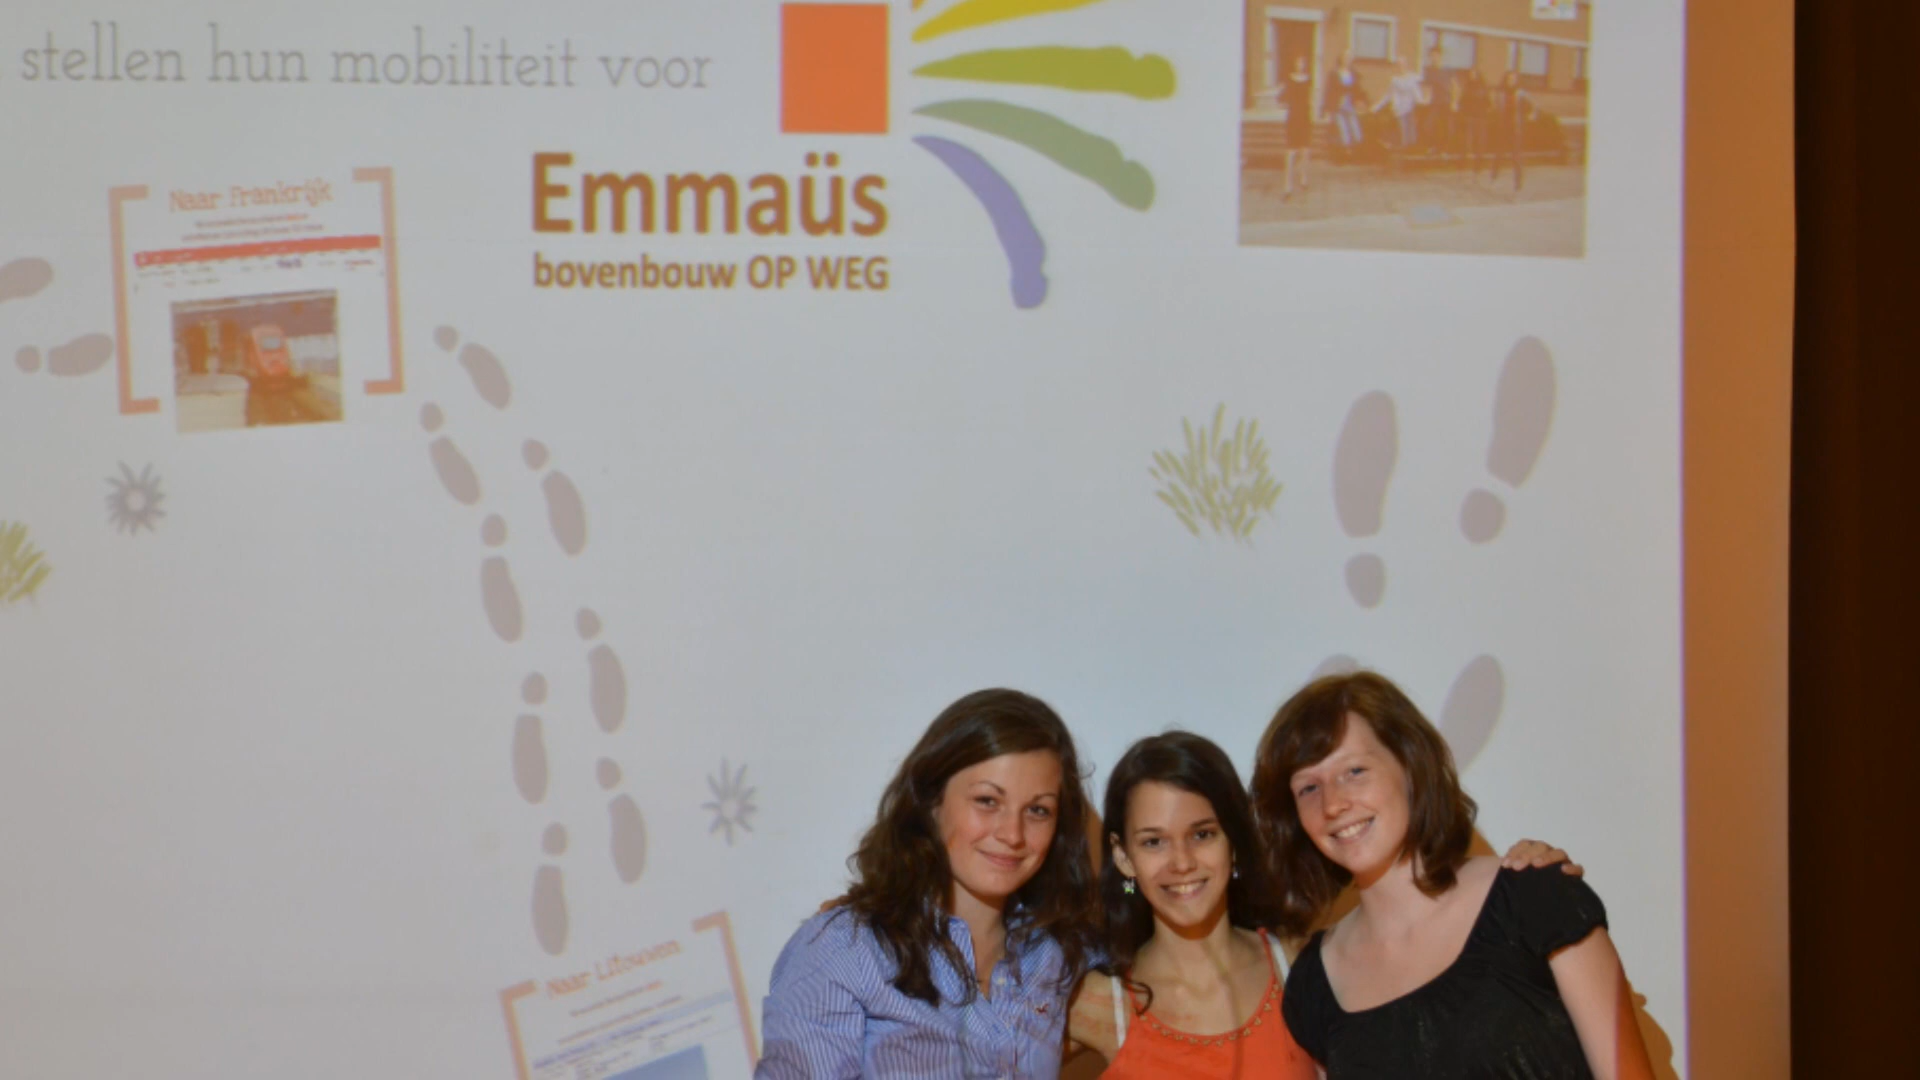 stellen hun mobiliteit voor
Emmaüs
bovenbouw OP WEG
Naar Frankrijk
Naar Litouwen